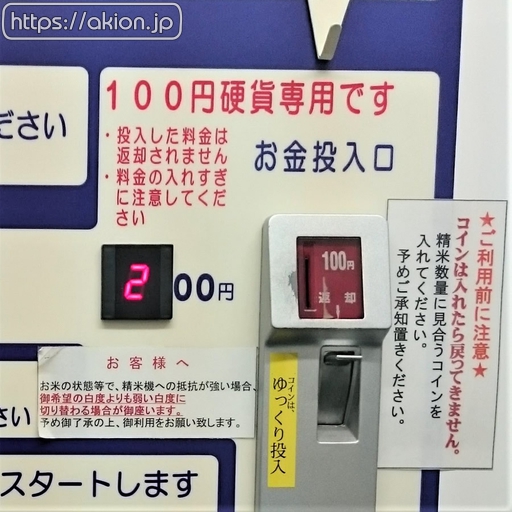 https://akion.jp
ださい
100円硬貨専用です
・投入した料金は
返却されません
・料金の入れすぎ
に注意してくだ
さい
お金投入口
2
00円
100円
返却
★ご利用前に注意★
コインは入れたら戻ってきません。
精米数量に見合うコインを
入れてください。
予めご承知置きください。
お客様へ
お米の状態等で、精米機への抵抗が強い場合、
御希望の白度よりも弱い白度に
切り替わる場合が御座います。
予め御了承の上、御利用をお願い致します。
コインは、
ゆっくり投入
さい
スタートします